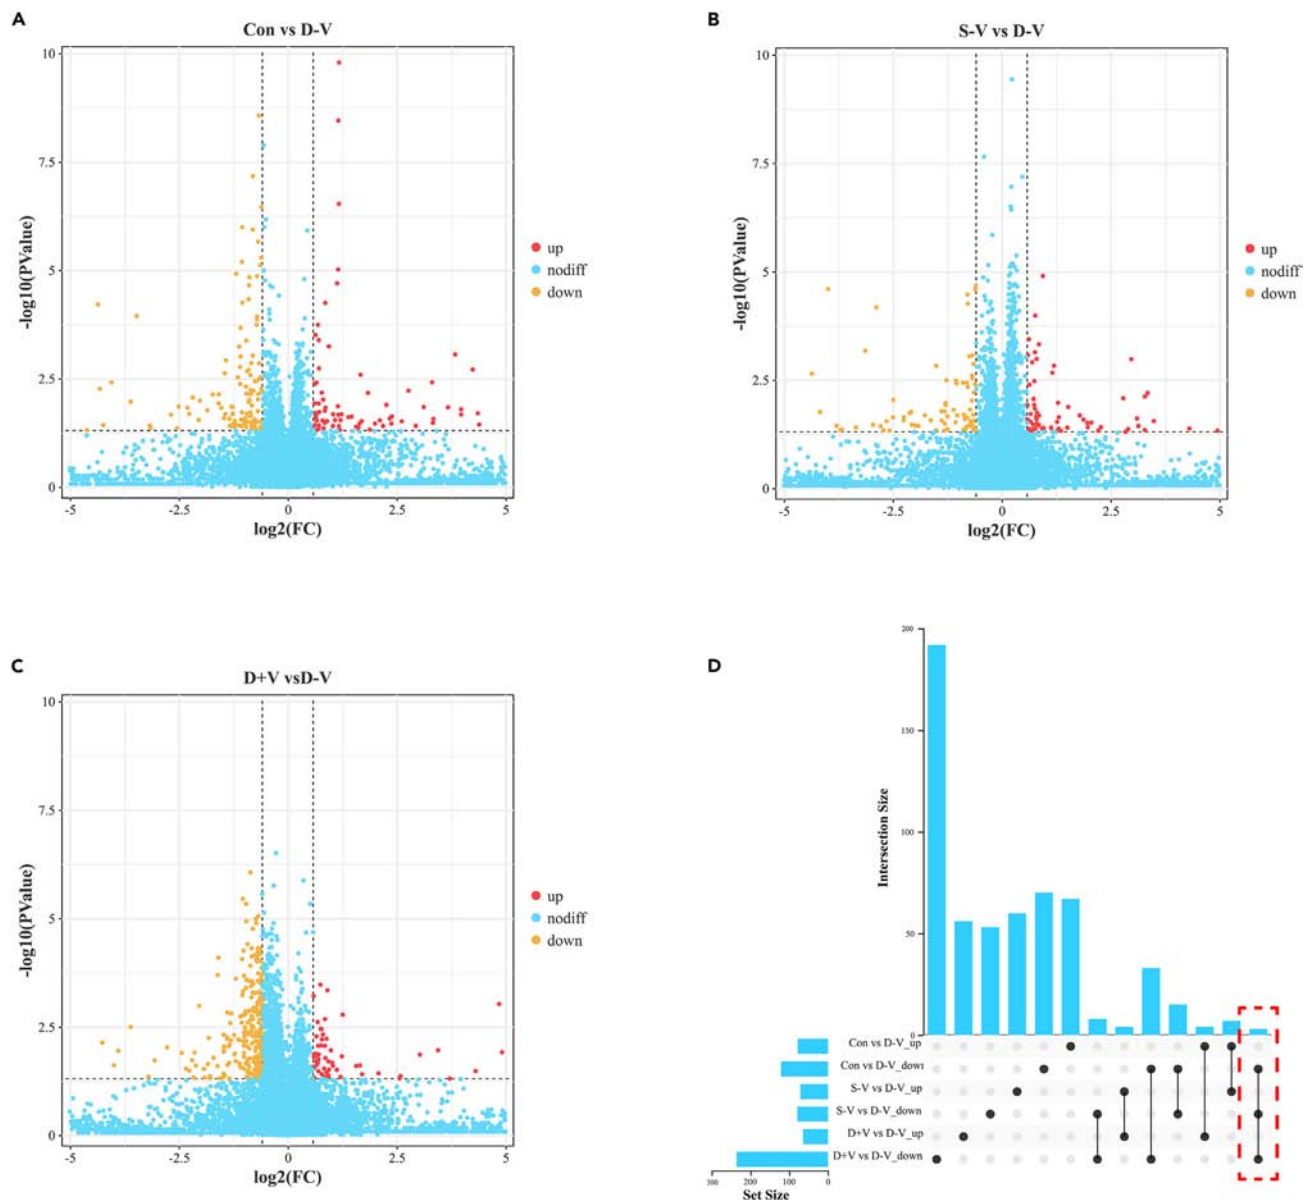 A
Con vs D-V
10
7.5
5
2.5
0
-log10(PValue)
-5
-2.5
0
2.5
5
log2(FC)
up
nodiff
down
B
S-V vs D-V
10
7.5
5
2.5
0
-log10(PValue)
-5
-2.5
0
2.5
5
log2(FC)
up
nodiff
down
C
D+V vsD-V
10
7.5
5
2.5
0
-log10(PValue)
-5
-2.5
0
2.5
5
log2(FC)
up
nodiff
down
D
200
150
100
50
0
Intersection Size
Con vs D-V_up
Con vs D-V_down
S-V vs D-V_up
S-V vs D-V_down
D+V vs D-V_up
D+V vs D-V_down
300
200
100
0
Set Size